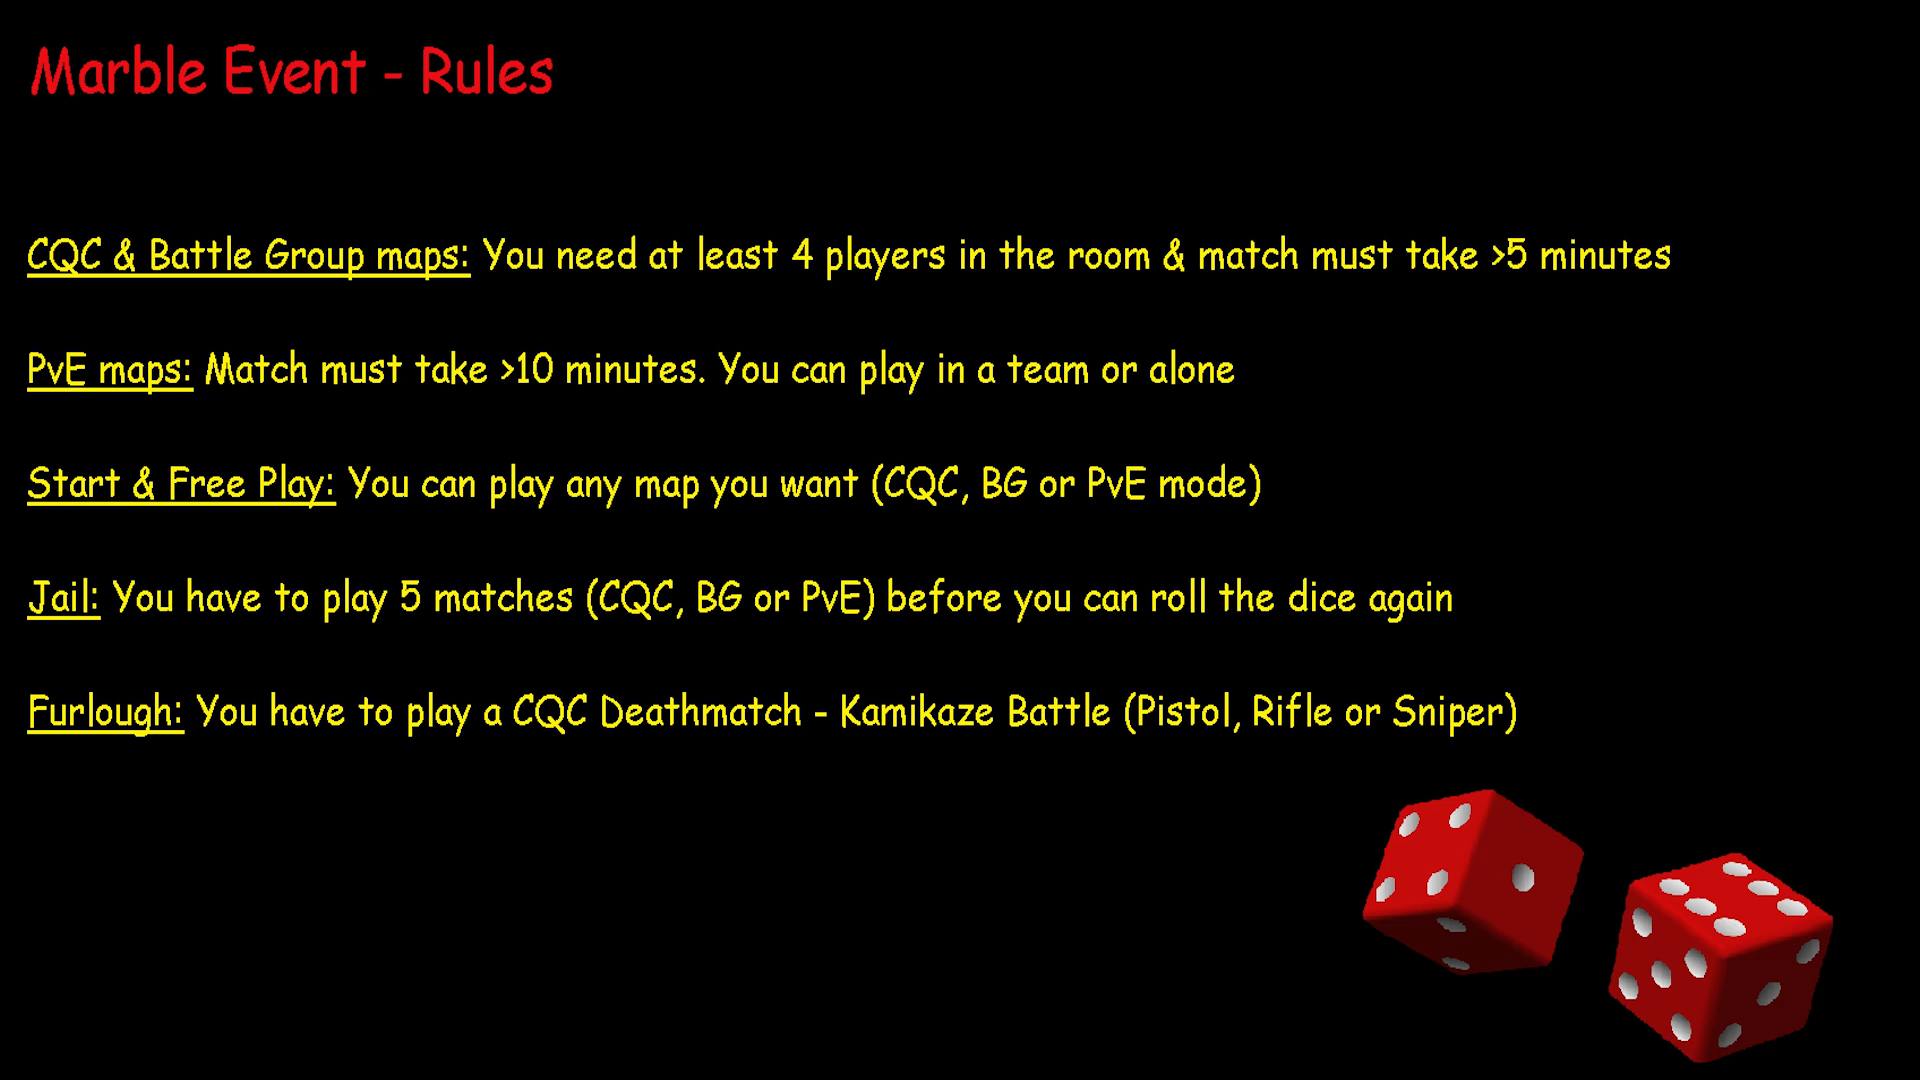 Marble Event - Rules
CQC & Battle Group maps: You need at least 4 players in the room & match must take >5 minutes
PvE maps: Match must take >10 minutes. You can play in a team or alone
Start & Free Play: You can play any map you want (CQC, BG or PvE mode)
Jail: You have to play 5 matches (CQC, BG or PvE) before you can roll the dice again
Furlough: You have to play a CQC Deathmatch - Kamikaze Battle (Pistol, Rifle or Sniper)